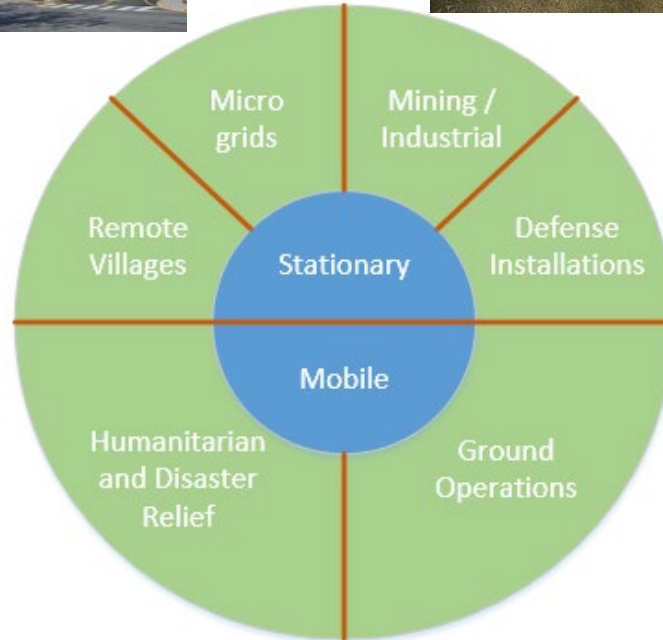 Micro
grids
Mining /
Industrial
Remote
Villages
Defense
Installations
Stationary
Mobile
Humanitarian
and Disaster
Relief
Ground
Operations